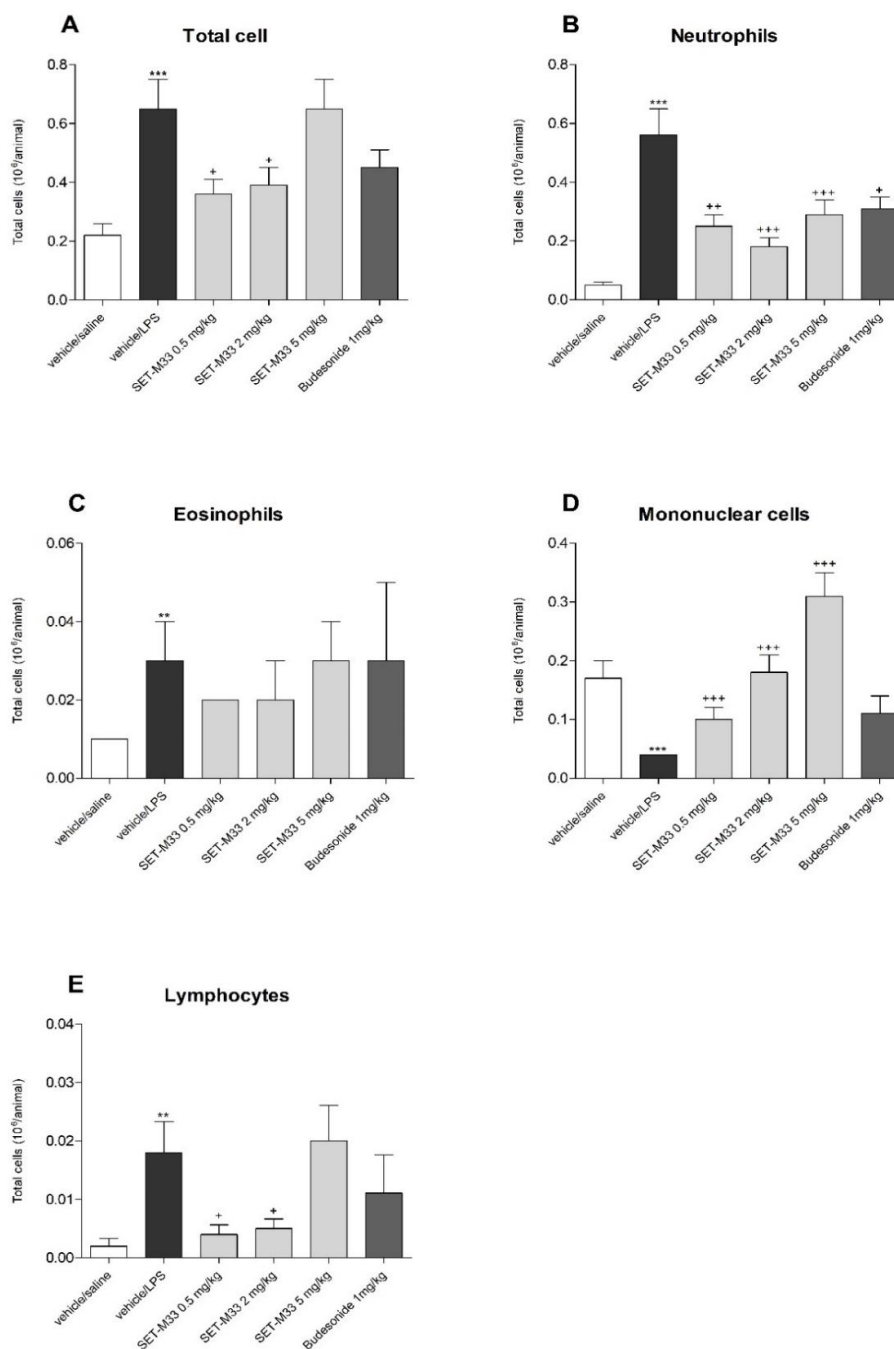 A
Total cell
Total cells (10⁶/animal)
0.8
0.6
0.4
0.2
0.0
***
+
+
vehicle/saline
vehicle/LPS
SET-M33 0.5 mg/kg
SET-M33 2 mg/kg
SET-M33 5 mg/kg
Budesonide 1mg/kg
B
Neutrophils
Total cells (10⁶/animal)
0.8
0.6
0.4
0.2
0.0
***
++
+++
+++
+
vehicle/saline
vehicle/LPS
SET-M33 0.5 mg/kg
SET-M33 2 mg/kg
SET-M33 5 mg/kg
Budesonide 1mg/kg
C
Eosinophils
Total cells (10⁶/animal)
0.06
0.04
0.02
0.00
**
vehicle/saline
vehicle/LPS
SET-M33 0.5 mg/kg
SET-M33 2 mg/kg
SET-M33 5 mg/kg
Budesonide 1mg/kg
D
Mononuclear cells
Total cells (10⁶/animal)
0.4
0.3
0.2
0.1
0.0
***
+++
+++
+++
vehicle/saline
vehicle/LPS
SET-M33 0.5 mg/kg
SET-M33 2 mg/kg
SET-M33 5 mg/kg
Budesonide 1mg/kg
E
Lymphocytes
Total cells (10⁶/animal)
0.04
0.03
0.02
0.01
0.00
**
+
+
vehicle/saline
vehicle/LPS
SET-M33 0.5 mg/kg
SET-M33 2 mg/kg
SET-M33 5 mg/kg
Budesonide 1mg/kg